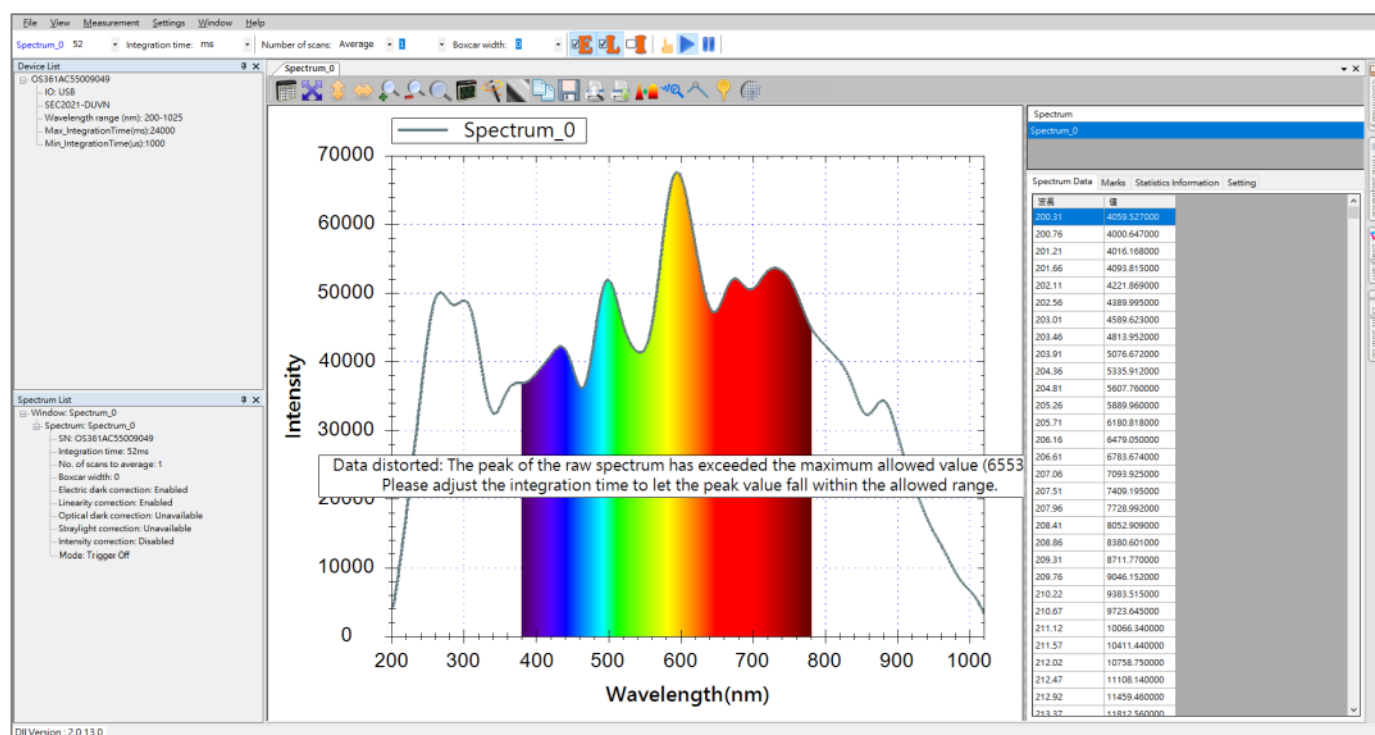 File View Measurement Settings Window Help
Spectrum_0 52 Integration time: ms Number of scans: Average 1 Boxcar width: 0 E L
Device List
OS361AC55009049
IO: USB
SEC2021-DUVN
Wavelength range (nm): 200-1025
Max_IntegrationTime(ms):24000
Min_IntegrationTime(us):1000
Spectrum List
Window: Spectrum_0
Spectrum: Spectrum_0
SN: OS361AC55009049
Integration time: 52ms
No. of scans to average: 1
Boxcar width: 0
Electric dark correction: Enabled
Linearity correction: Enabled
Optical dark correction: Unavailable
Straylight correction: Unavailable
Intensity correction: Disabled
Mode: Trigger Off
Spectrum_0
Spectrum_0
70000
60000
50000
40000
30000
20000
10000
0
Intensity
Data distorted: The peak of the raw spectrum has exceeded the maximum allowed value (6553
Please adjust the integration time to let the peak value fall within the allowed range.
200 300 400 500 600 700 800 900 1000
Wavelength(nm)
Spectrum
Spectrum_0
Spectrum Data Marks Statistics Information Setting
波長 值
200.31 4059.527000
200.76 4000.647000
201.21 4016.168000
201.66 4093.815000
202.11 4221.869000
202.56 4389.995000
203.01 4589.623000
203.46 4813.952000
203.91 5076.672000
204.36 5335.912000
204.81 5607.760000
205.26 5889.960000
205.71 6180.818000
206.16 6479.050000
206.61 6783.674000
207.06 7093.925000
207.51 7409.195000
207.96 7728.992000
208.41 8052.909000
208.86 8380.601000
209.31 8711.770000
209.76 9046.152000
210.22 9383.515000
210.67 9723.645000
211.12 10066.340000
211.57 10411.440000
212.02 10758.750000
212.47 11108.140000
212.92 11459.460000
213.37 11812.560000
Dll Version : 2.0.13.0